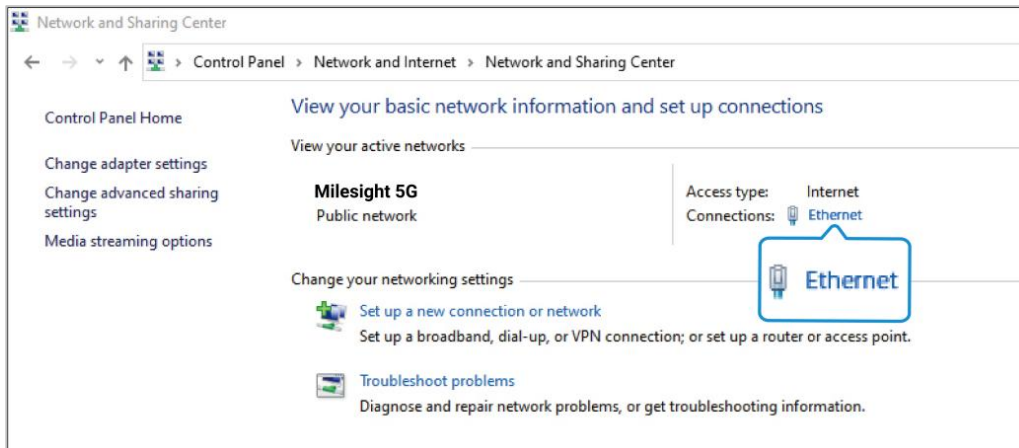 Network and Sharing Center
Control Panel > Network and Internet > Network and Sharing Center
Control Panel Home
Change adapter settings
Change advanced sharing
settings
Media streaming options
View your basic network information and set up connections
View your active networks
Milesight 5G
Public network
Access type: Internet
Connections: Ethernet
Ethernet
Change your networking settings
Set up a new connection or network
Set up a broadband, dial-up, or VPN connection; or set up a router or access point.
Troubleshoot problems
Diagnose and repair network problems, or get troubleshooting information.